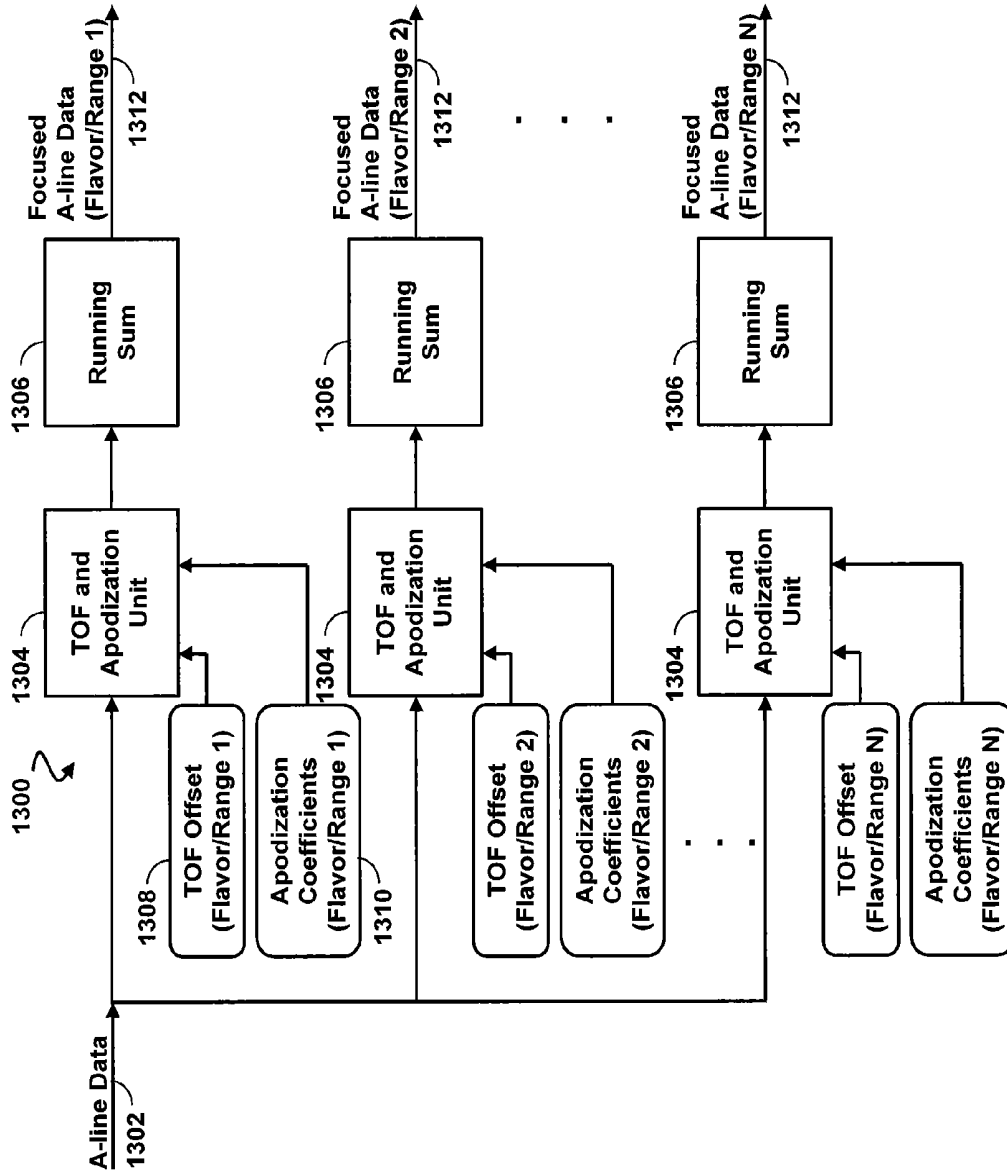 1300
A-line Data
1302
1304
TOF and
Apodization
Unit
1306
Running
Sum
Focused
A-line Data
(Flavor/Range 1)
1312
1308
TOF Offset
(Flavor/Range 1)
Apodization
Coefficients
(Flavor/Range 1)
1310
1304
TOF and
Apodization
Unit
1306
Running
Sum
Focused
A-line Data
(Flavor/Range 2)
1312
TOF Offset
(Flavor/Range 2)
Apodization
Coefficients
(Flavor/Range 2)
. . .
. . .
1304
TOF and
Apodization
Unit
1306
Running
Sum
Focused
A-line Data
(Flavor/Range N)
1312
TOF Offset
(Flavor/Range N)
Apodization
Coefficients
(Flavor/Range N)